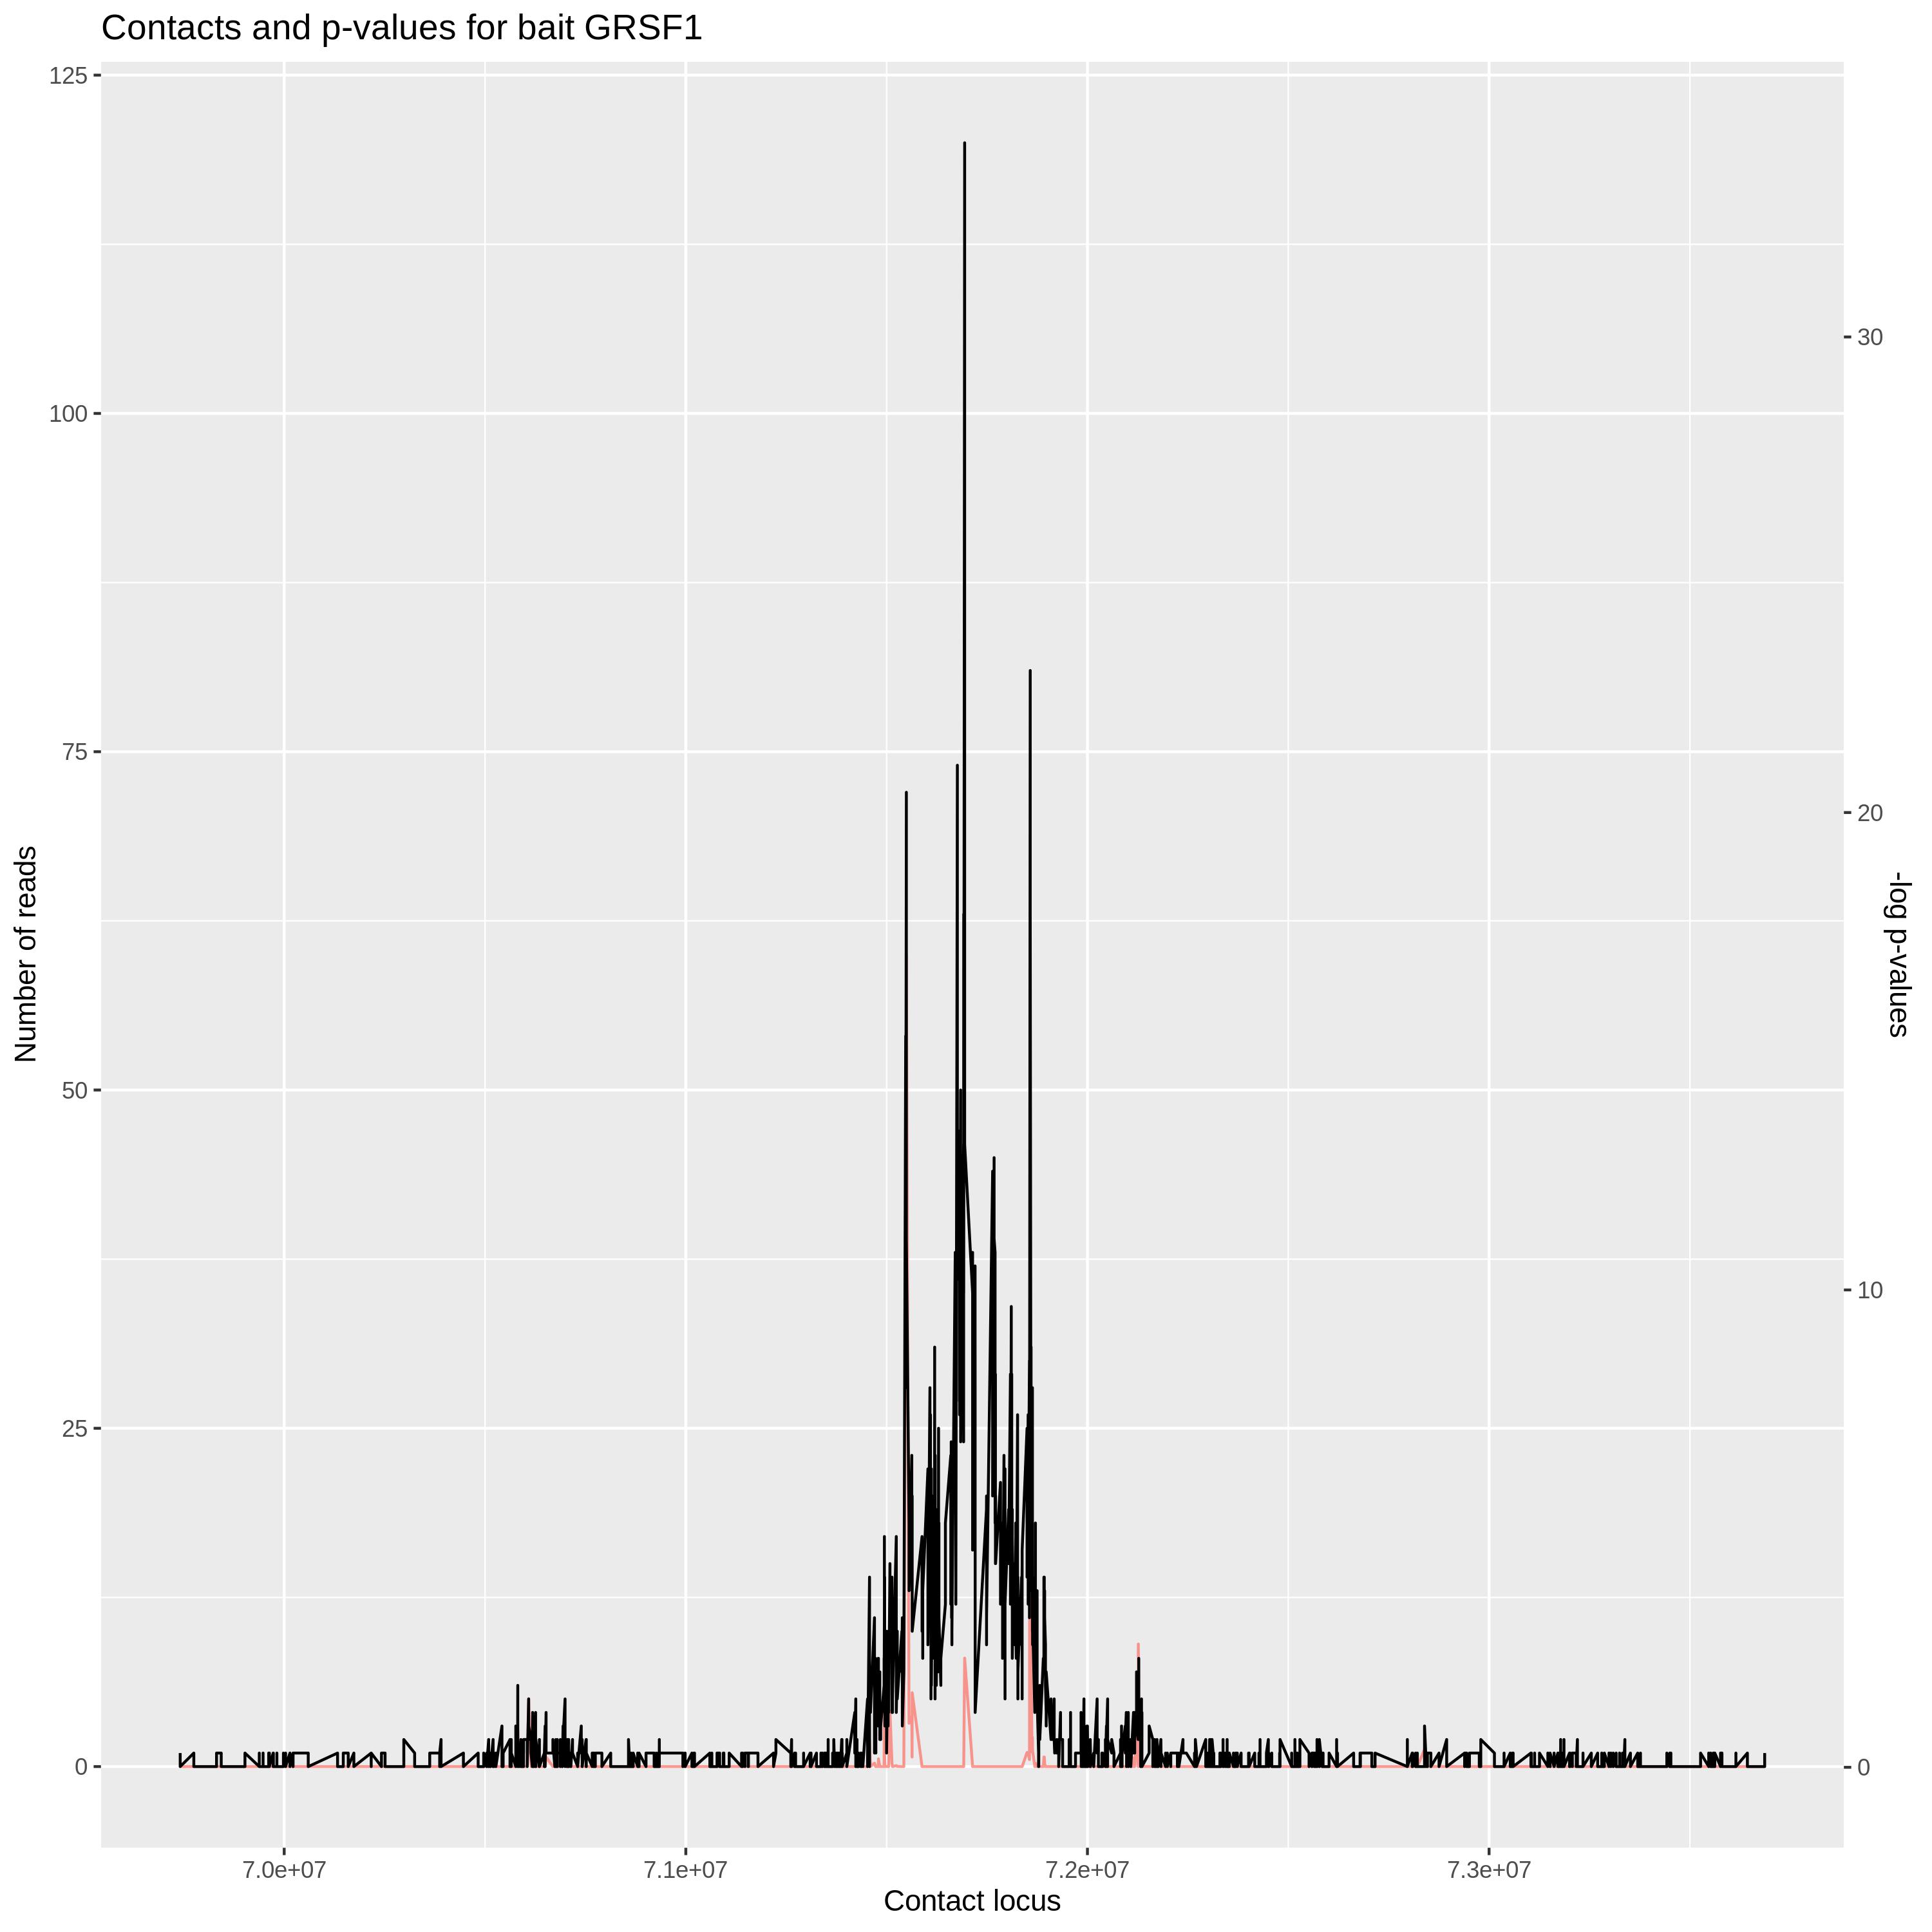 Contacts and p-values for bait GRSF1
125
100
75
50
25
0
Number of reads
30
20
10
0
-log p-values
7.0e+07
7.1e+07
7.2e+07
7.3e+07
Contact locus